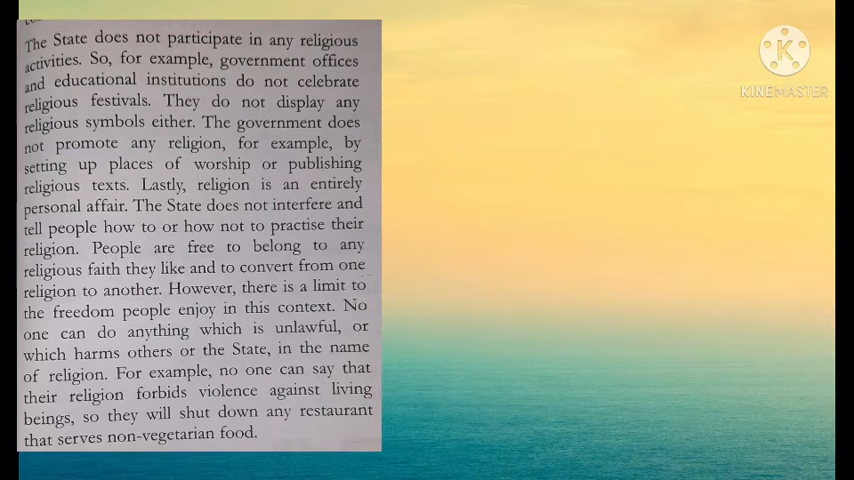 The State does not participate in any religious
activities. So, for example, government offices
and educational institutions do not celebrate
religious festivals. They do not display any
religious symbols either. The government does
not promote any religion, for example, by
setting up places of worship or publishing
religious texts. Lastly, religion is an entirely
personal affair. The State does not interfere and
tell people how to or how not to practise their
religion. People are free to belong to any
religious faith they like and to convert from one
religion to another. However, there is a limit to
the freedom people enjoy in this context. No
one can do anything which is unlawful, or
which harms others or the State, in the name
of religion. For example, no one can say that
their religion forbids violence against living
beings, so they will shut down any restaurant
that serves non-vegetarian food.
K
KINEMASTER